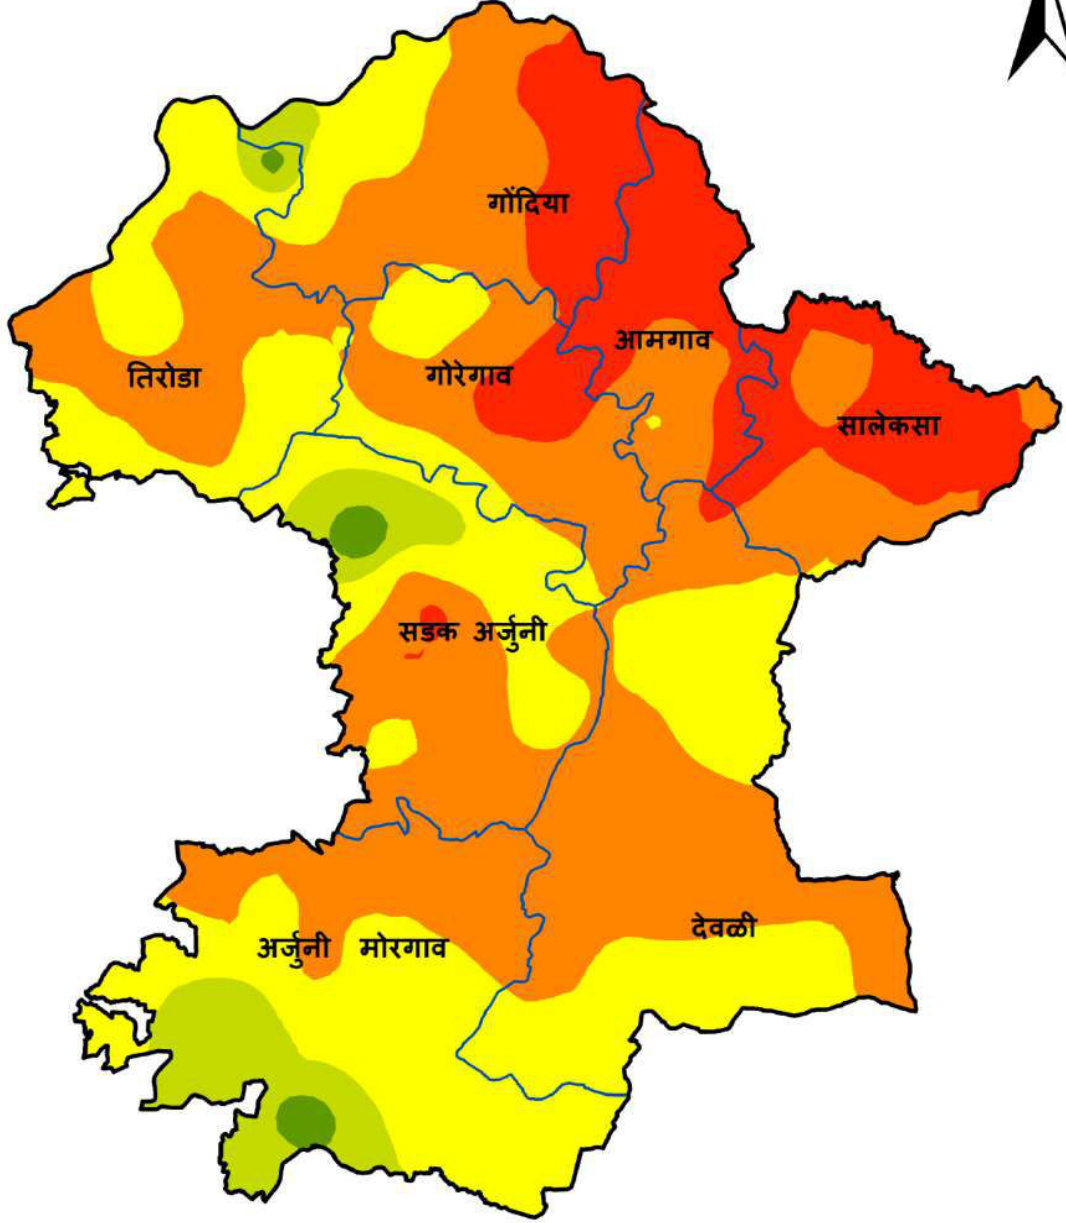 गोंदिया
आमगाव
तिरोडा
गोरेगाव
सालेकसा
सडक अर्जुनी
देवळी
अर्जुनी मोरगाव